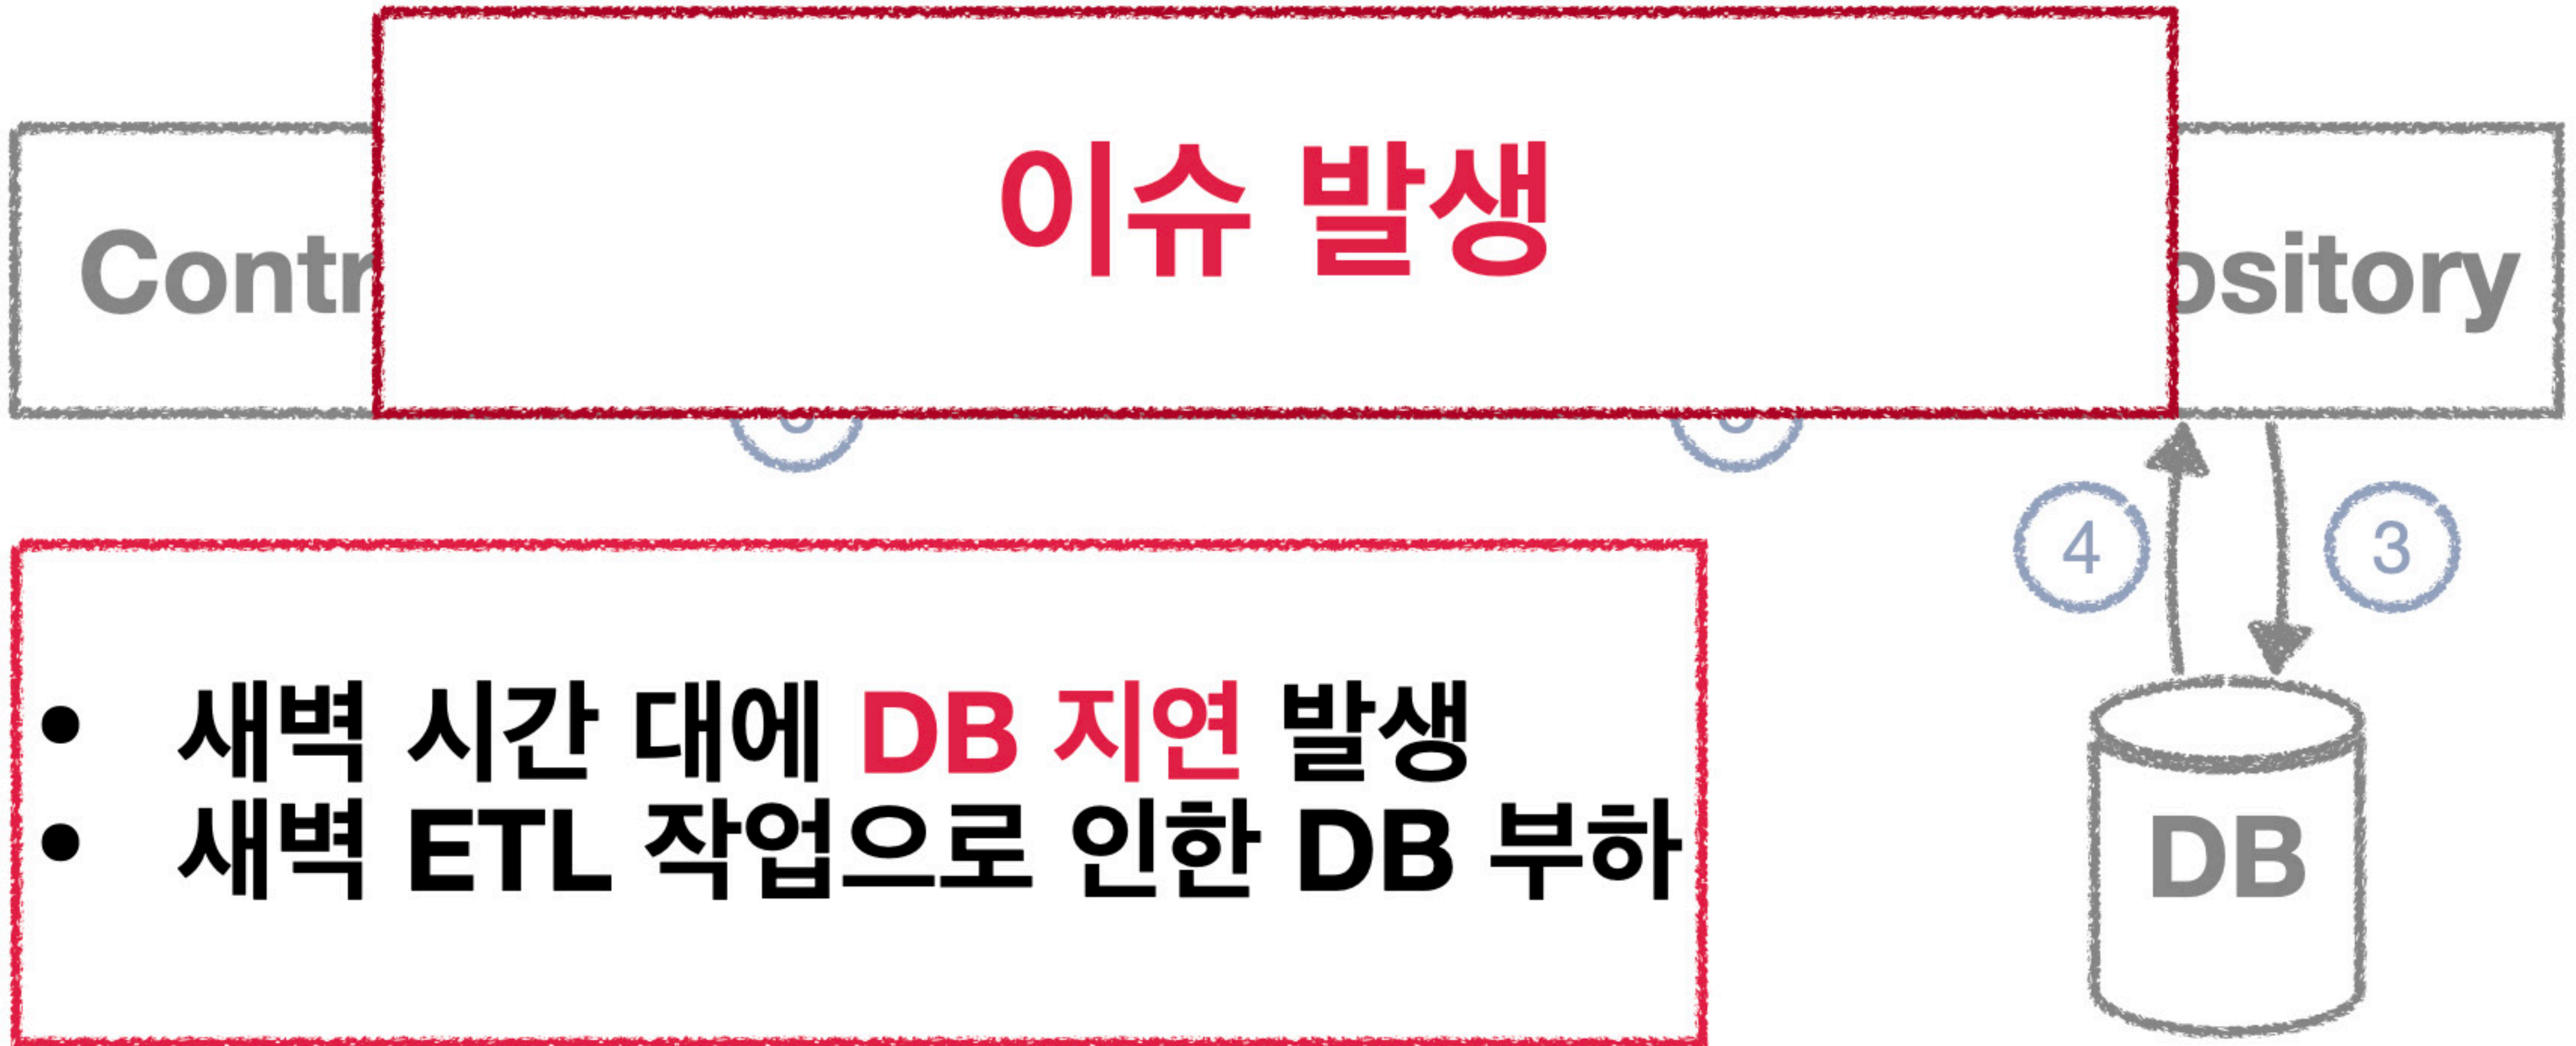 이슈 발생
Contr
ository
4
3
• 새벽 시간 대에 DB 지연 발생
• 새벽 ETL 작업으로 인한 DB 부하
DB